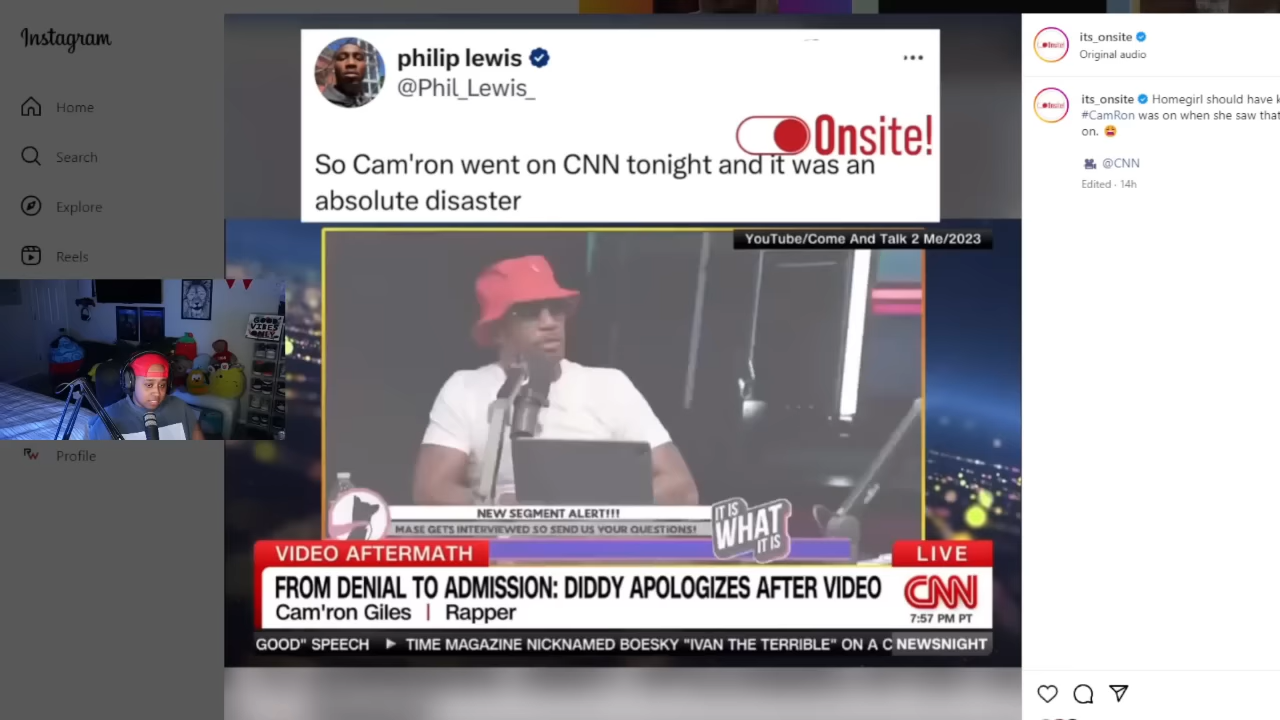 Instagram
Home
Search
Explore
Reels
Profile
philip lewis
@Phil_Lewis_
Onsite!
So Cam'ron went on CNN tonight and it was an
absolute disaster
YouTube/Come And Talk 2 Me/2023
NEW SEGMENT ALERT!!!
MASE GETS INTERVIEWED SO SEND US YOUR QUESTIONS!
IT IS
WHAT
IT IS
VIDEO AFTERMATH
LIVE
FROM DENIAL TO ADMISSION: DIDDY APOLOGIZES AFTER VIDEO
Cam'ron Giles | Rapper
CNN
7:57 PM PT
GOOD" SPEECH ▶ TIME MAGAZINE NICKNAMED BOESKY "IVAN THE TERRIBLE" ON A C
NEWSNIGHT
GOOD
VIBES
ONLY
its_onsite
Original audio
its_onsite Homegirl should have k
#CamRon was on when she saw that
on. 😩
🎥 @CNN
Edited · 14h